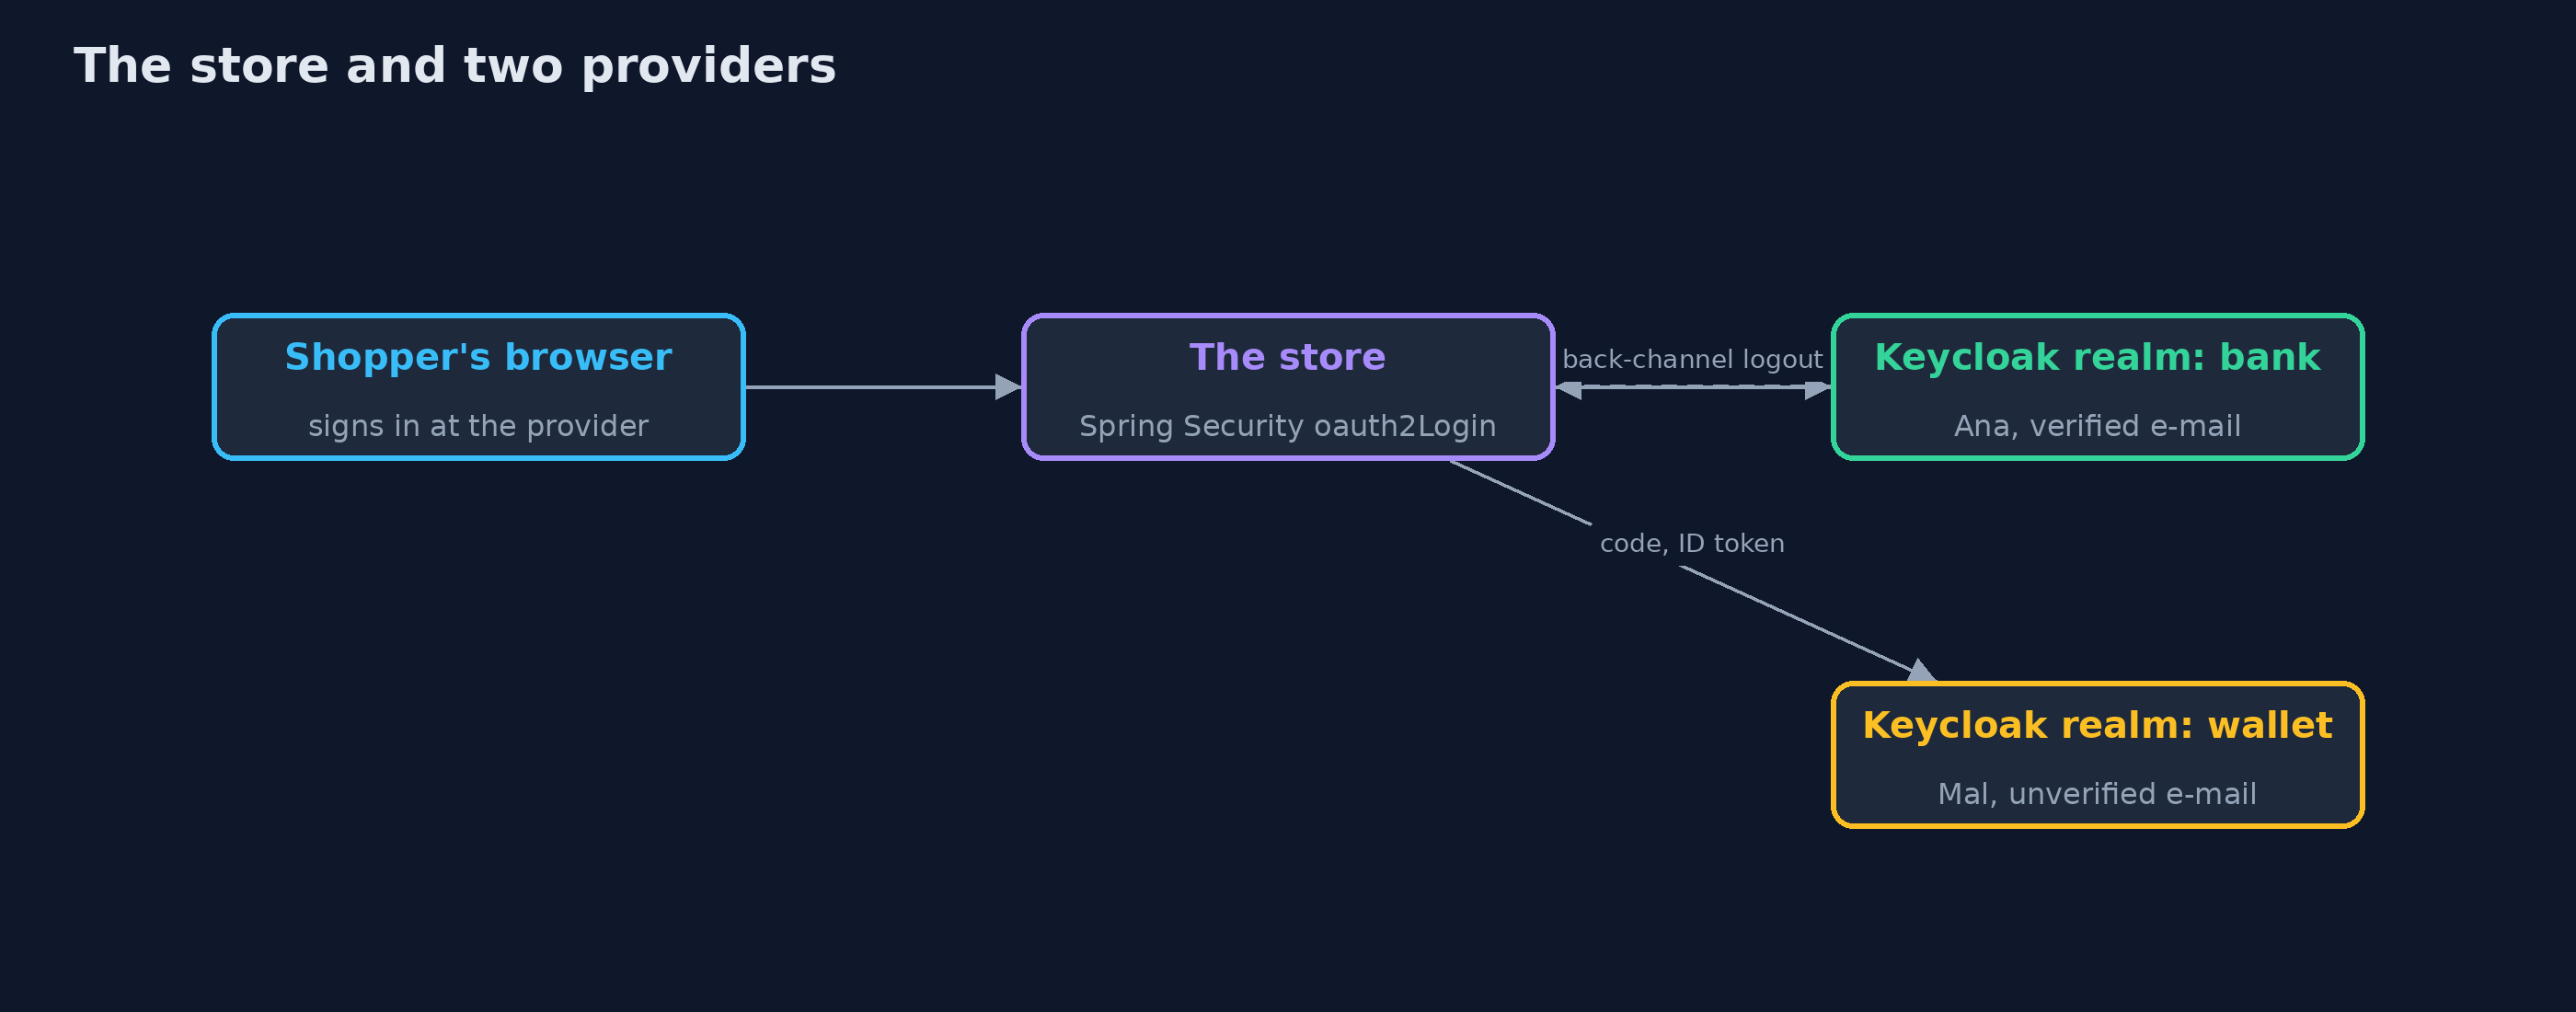 The store and two providers
Shopper's browser
signs in at the provider
The store
Spring Security oauth2Login
back-channel logout
Keycloak realm: bank
Ana, verified e-mail
code, ID token
Keycloak realm: wallet
Mal, unverified e-mail